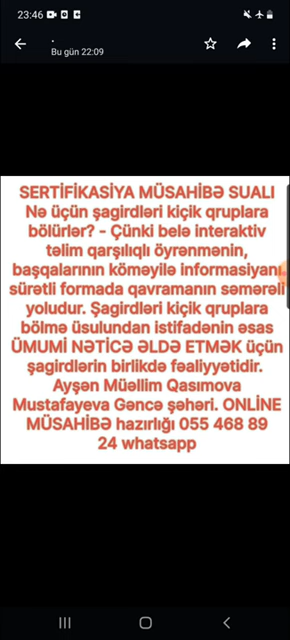 23:46
.
Bu gün 22:09
SERTİFİKASİYA MÜSAHİBƏ SUALI
Nə üçün şagirdləri kiçik qruplara
bölürlər? - Çünki belə interaktiv
təlim qarşılıqlı öyrənmənin,
başqalarının köməyilə informasiyanı
sürətli formada qavramanın səmərəli
yoludur. Şagirdləri kiçik qruplara
bölmə üsulundan istifadənin əsas
ÜMUMİ NƏTİCƏ ƏLDƏ ETMƏK üçün
şagirdlərin birlikdə fəaliyyətidir.
Ayşən Müəllim Qasımova
Mustafayeva Gəncə şəhəri. ONLİNE
MÜSAHİBƏ hazırlığı 055 468 89
24 whatsapp